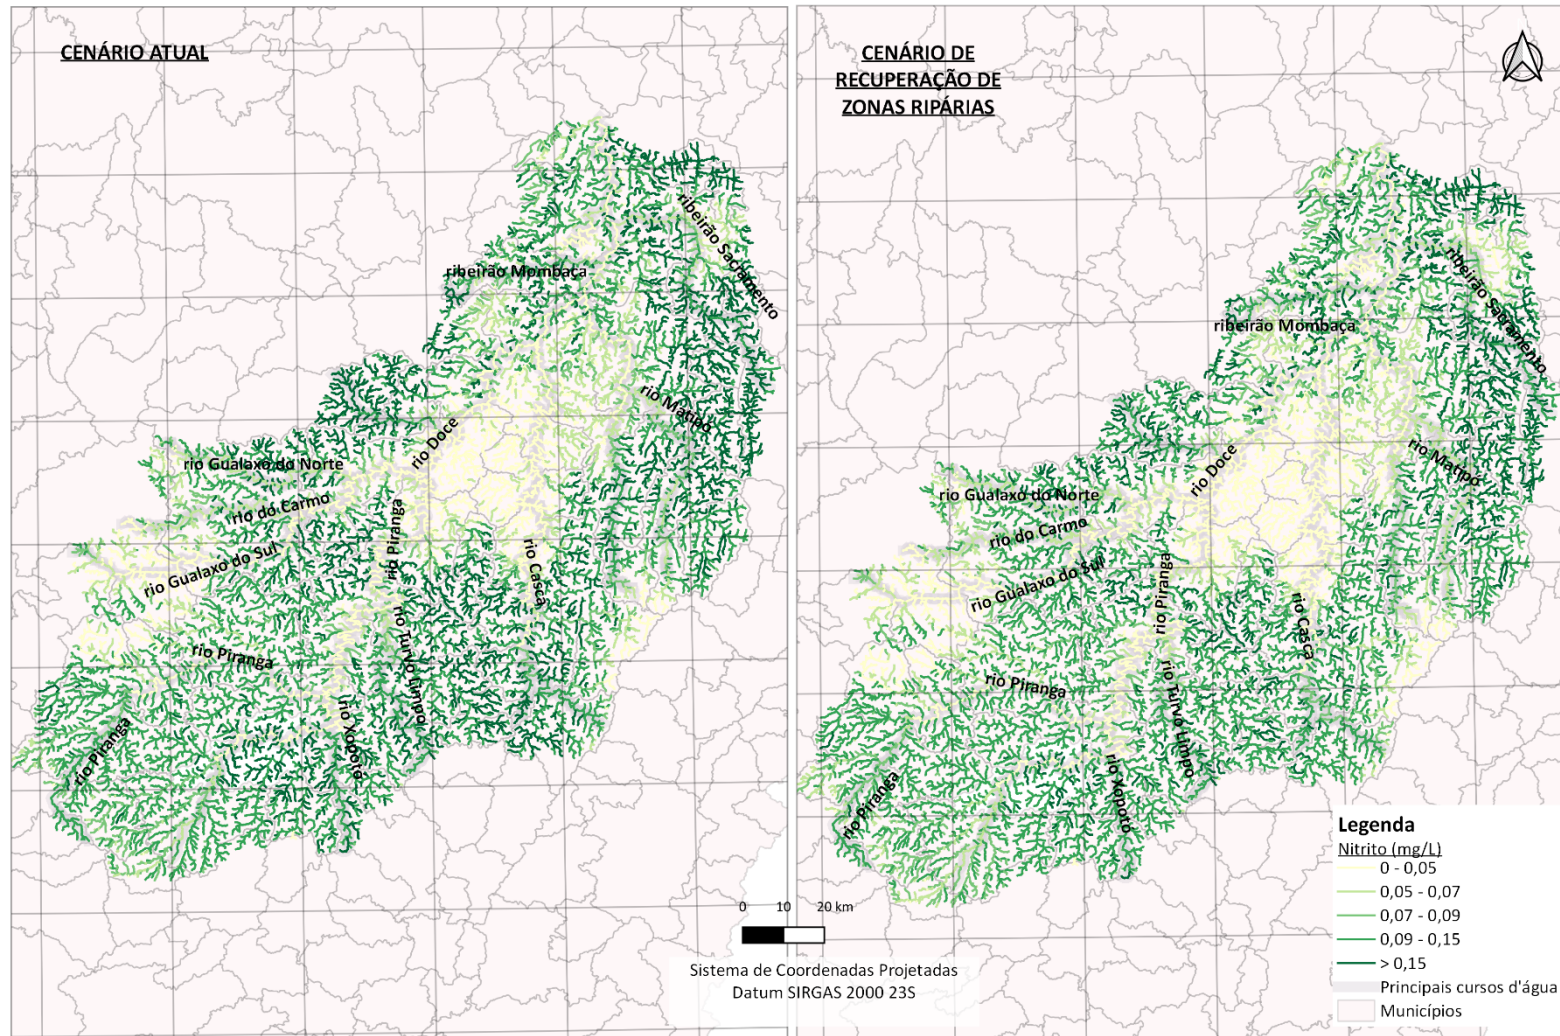 CENÁRIO ATUAL
ribeirão Sacramento
ribeirão Mombaça
rio Matipo
rio Doce
rio Gualaxo do Norte
rio do Carmo
rio Piranga
rio Gualaxo do Sul
rio Casca
rio Turvo Limpo
rio Piranga
rio Xopotó
rio Piranga
CENÁRIO DE
RECUPERAÇÃO DE
ZONAS RIPÁRIAS
ribeirão Sacramento
ribeirão Mombaça
rio Matipo
rio Doce
rio Gualaxo do Norte
rio do Carmo
rio Piranga
rio Gualaxo do Sul
rio Casca
rio Turvo Limpo
rio Piranga
rio Xopotó
rio Piranga
Legenda
Nitrito (mg/L)
0 - 0,05
0,05 - 0,07
0,07 - 0,09
0,09 - 0,15
> 0,15
Principais cursos d'água
Municípios
0 10 20 km
Sistema de Coordenadas Projetadas
Datum SIRGAS 2000 23S